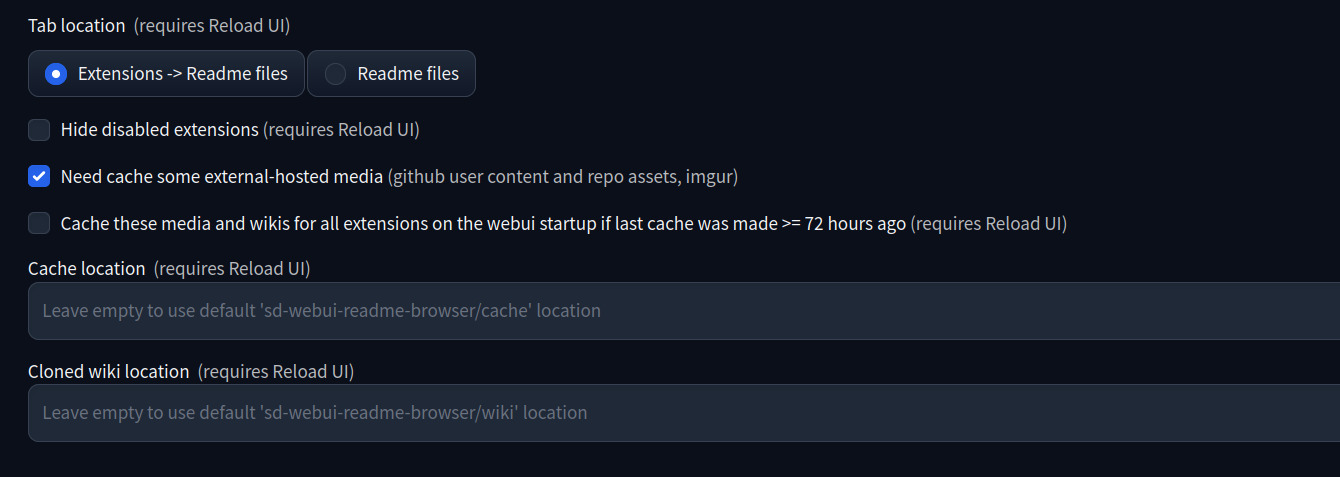 Tab location (requires Reload UI)
Extensions -> Readme files Readme files
Hide disabled extensions (requires Reload UI)
Need cache some external-hosted media (github user content and repo assets, imgur)
Cache these media and wikis for all extensions on the webui startup if last cache was made >= 72 hours ago (requires Reload UI)
Cache location (requires Reload UI)
Leave empty to use default 'sd-webui-readme-browser/cache' location
Cloned wiki location (requires Reload UI)
Leave empty to use default 'sd-webui-readme-browser/wiki' location